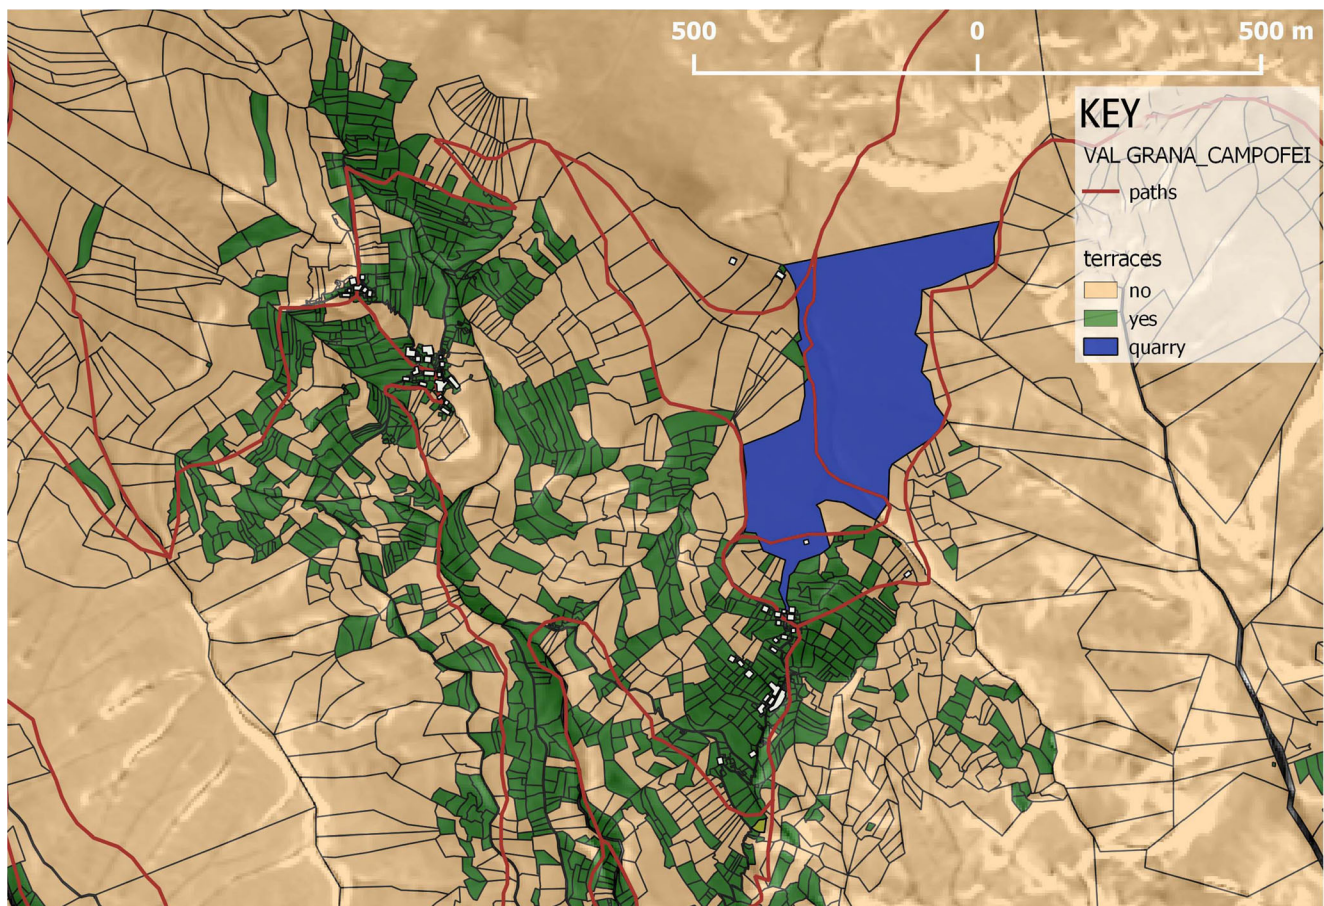 500 0 500 m
KEY
VAL GRANA_CAMPOFEI
paths
terraces
no
yes
quarry